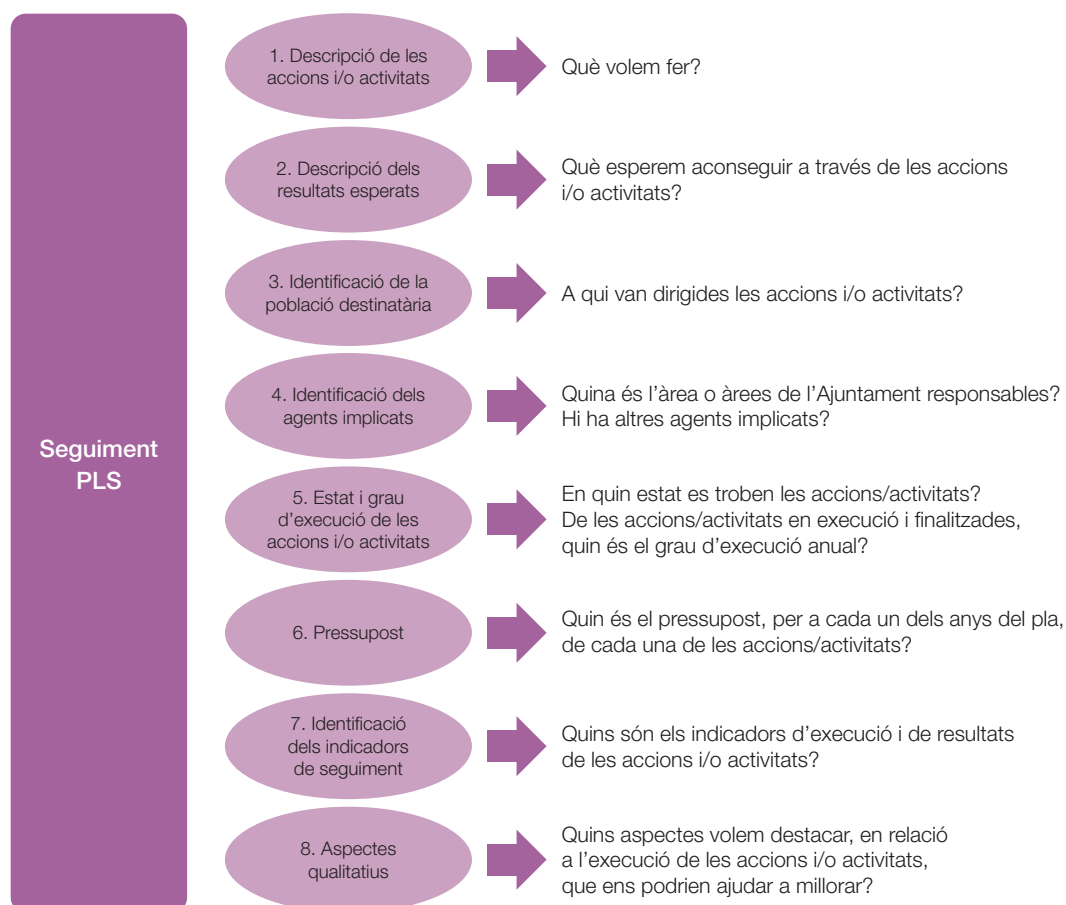 Seguiment
PLS
1. Descripció de les
accions i/o activitats
Què volem fer?
2. Descripció dels
resultats esperats
Què esperem aconseguir a través de les accions
i/o activitats?
3. Identificació de la
població destinatària
A qui van dirigides les accions i/o activitats?
4. Identificació dels
agents implicats
Quina és l’àrea o àrees de l’Ajuntament responsables?
Hi ha altres agents implicats?
5. Estat i grau
d’execució de les
accions i/o activitats
En quin estat es troben les accions/activitats?
De les accions/activitats en execució i finalitzades,
quin és el grau d’execució anual?
6. Pressupost
Quin és el pressupost, per a cada un dels anys del pla,
de cada una de les accions/activitats?
7. Identificació
dels indicadors
de seguiment
Quins són els indicadors d’execució i de resultats
de les accions i/o activitats?
8. Aspectes
qualitatius
Quins aspectes volem destacar, en relació
a l’execució de les accions i/o activitats,
que ens podrien ajudar a millorar?